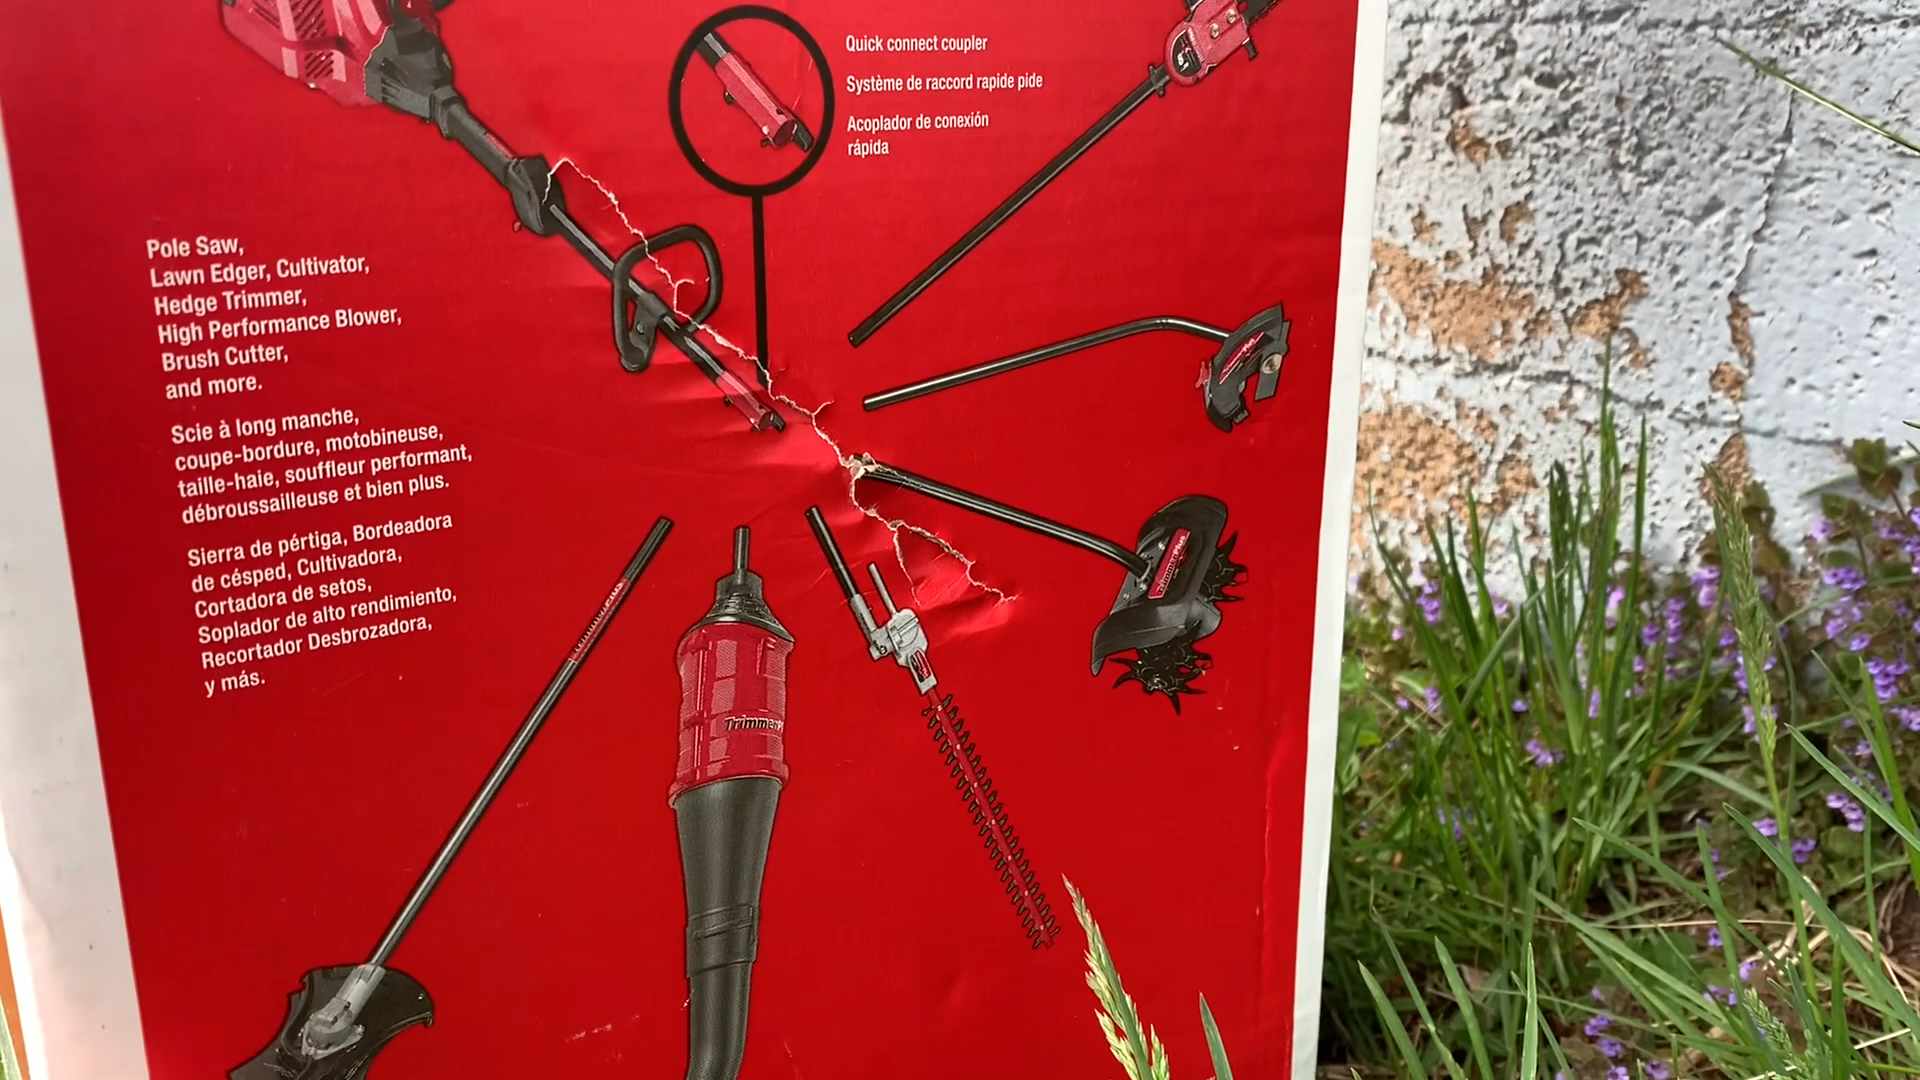 Quick connect coupler
Système de raccord rapide pide
Acoplador de conexión
rápida
Pole Saw,
Lawn Edger, Cultivator,
Hedge Trimmer,
High Performance Blower,
Brush Cutter,
and more.
Scie à long manche,
coupe-bordure, motobineuse,
taille-haie, souffleur performant,
débroussailleuse et bien plus.
Sierra de pértiga, Bordeadora
de césped, Cultivadora,
Cortadora de setos,
Soplador de alto rendimiento,
Recortador Desbrozadora,
y más.
TrimmerPlus